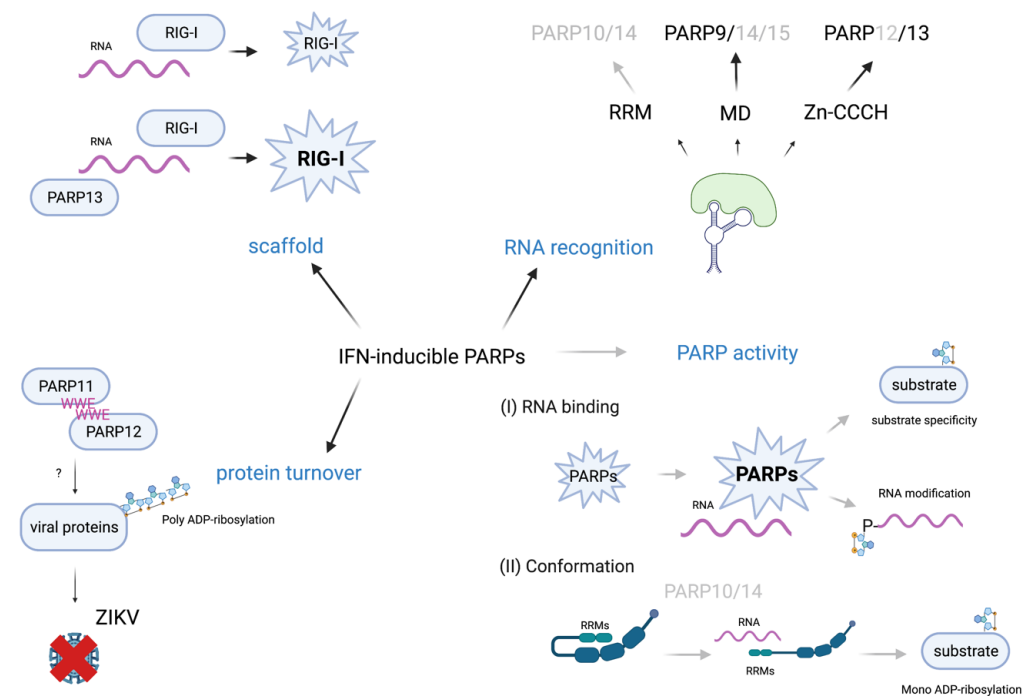 RIG-I
RNA
RIG-I
RIG-I
RNA
RIG-I
PARP13
scaffold
PARP10/14
PARP9/14/15
PARP12/13
RRM
MD
Zn-CCCH
RNA recognition
IFN-inducible PARPs
PARP activity
PARP11
WWE
WWE
PARP12
?
protein turnover
viral proteins
Poly ADP-ribosylation
ZIKV
(I) RNA binding
substrate
substrate specificity
PARPs
PARPs
RNA
RNA modification
P-
(II) Conformation
PARP10/14
RRMs
RNA
RRMs
substrate
Mono ADP-ribosylation